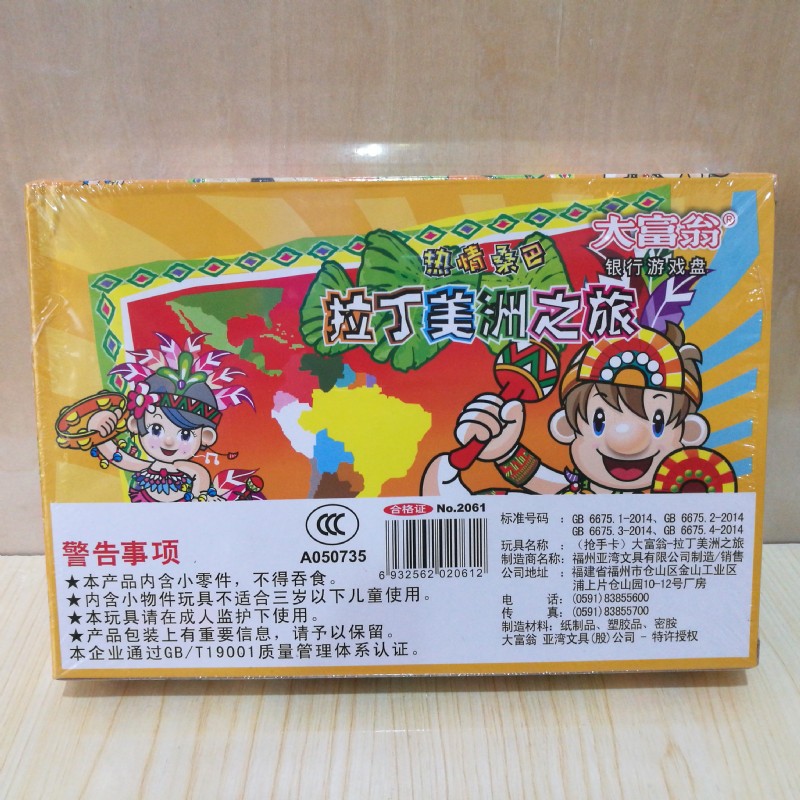 大富翁®
银行游戏盘
热情桑巴
拉丁美洲之旅
警告事项
★本产品内含小零件，不得吞食。
★内含小物件玩具不适合三岁以下儿童使用。
★本玩具请在成人监护下使用。
★产品包装上有重要信息，请予以保留。
本企业通过GB/T19001质量管理体系认证。
CCC
A050735
合格证 No.2061
6 932562 020612
标准号码：GB 6675.1-2014、GB 6675.2-2014
GB 6675.3-2014、GB 6675.4-2014
玩具名称：（抢手卡）大富翁-拉丁美洲之旅
制造商名称：福州亚湾文具有限公司制造/销售
公司地址：福建省福州市仓山区金山工业区
浦上片仓山园10-12号厂房
电 话：(0591)83855600
传 真：(0591)83855700
制造材料：纸制品、塑胶品、密胺
大富翁 亚湾文具(股)公司 - 特许授权